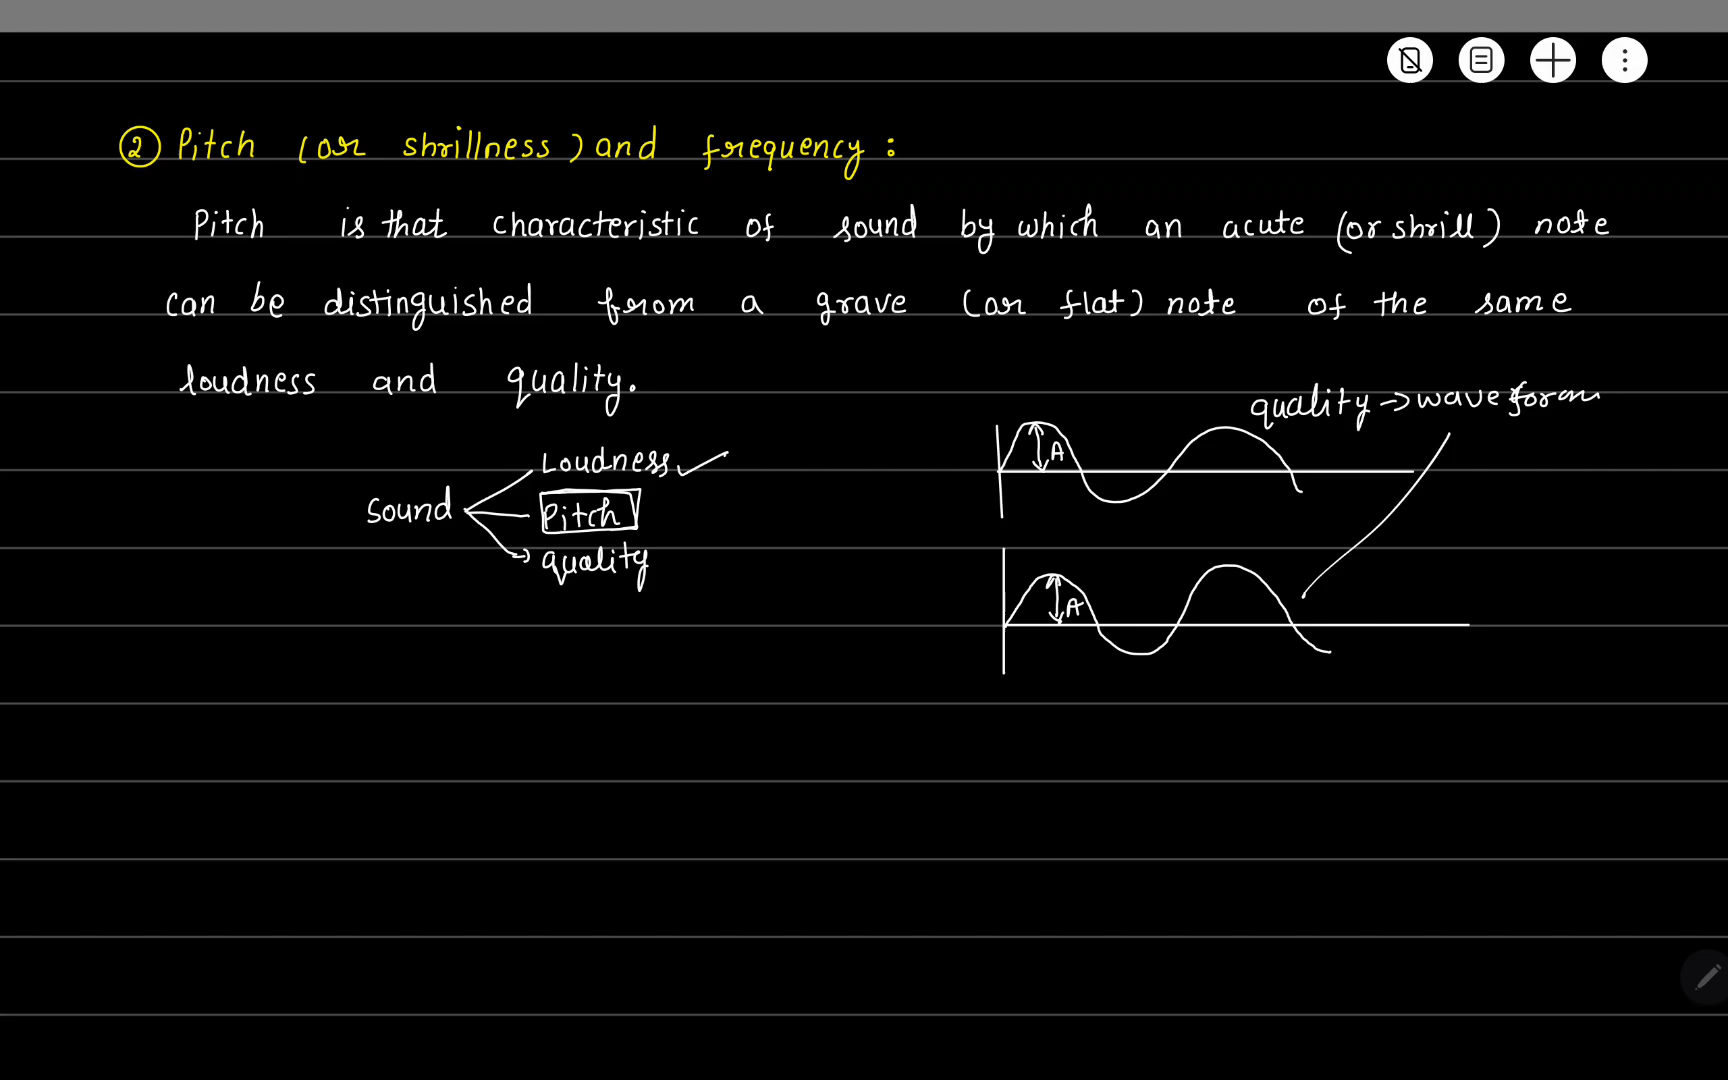 ② Pitch (or shrillness) and frequency :
Pitch is that characteristic of sound by which an acute (or shrill) note
can be distinguished from a grave (or flat) note of the same
loudness and quality.
quality → wave form
Loudness
Sound
Pitch
quality
A
A